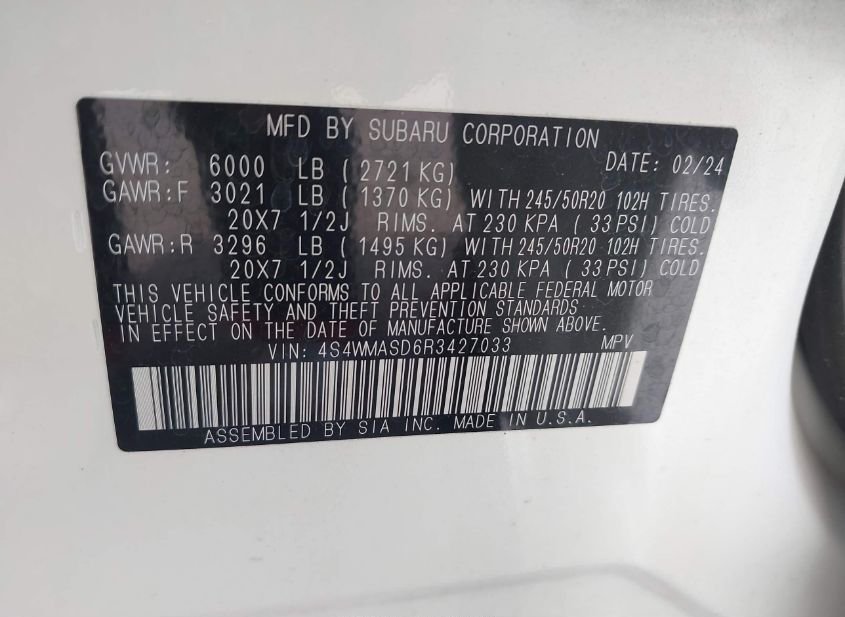 MFD BY SUBARU CORPORATION
GVWR: 6000 LB (2721 KG) DATE: 02/24
GAWR:F 3021 LB (1370 KG) WITH 245/50R20 102H TIRES.
20X7 1/2J RIMS. AT 230 KPA (33 PSI) COLD
GAWR:R 3296 LB (1495 KG) WITH 245/50R20 102H TIRES.
20X7 1/2J RIMS. AT 230 KPA (33 PSI) COLD
THIS VEHICLE CONFORMS TO ALL APPLICABLE FEDERAL MOTOR
VEHICLE SAFETY AND THEFT PREVENTION STANDARDS
IN EFFECT ON THE DATE OF MANUFACTURE SHOWN ABOVE.
VIN: 4S4WMASD6R3427033 MPV
ASSEMBLED BY SIA INC. MADE IN U.S.A.